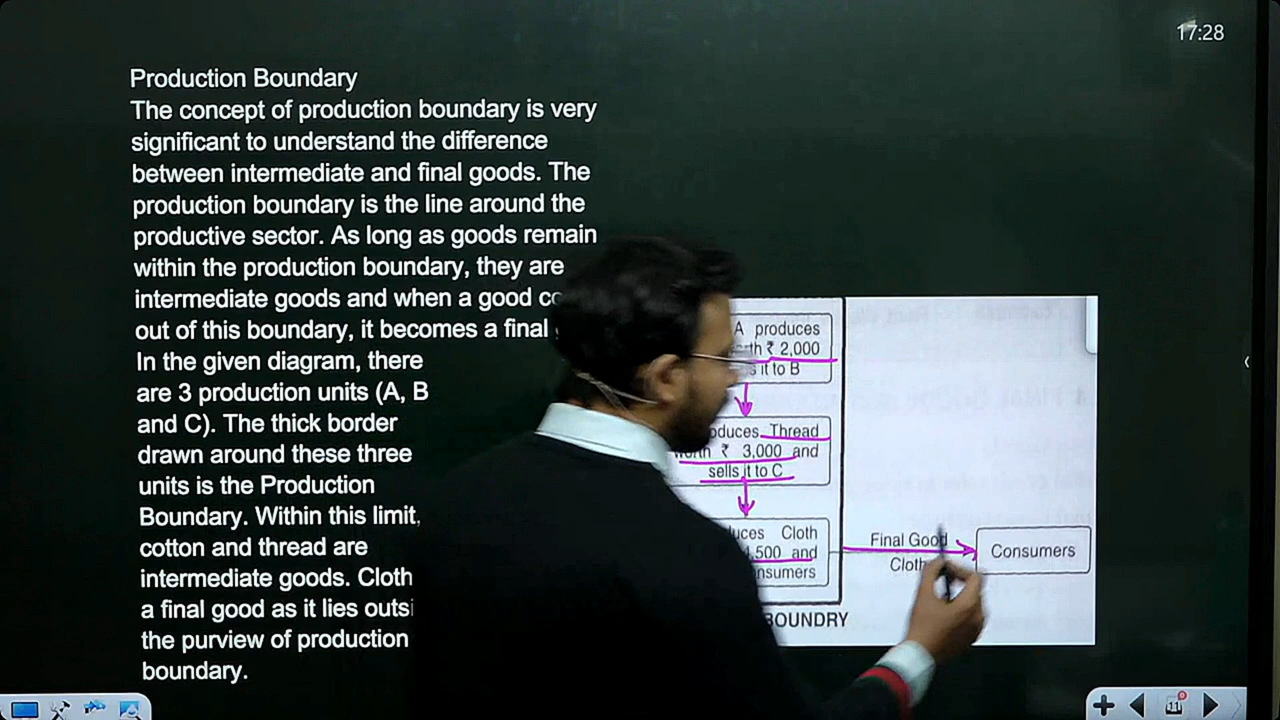 17:28
Production Boundary
The concept of production boundary is very
significant to understand the difference
between intermediate and final goods. The
production boundary is the line around the
productive sector. As long as goods remain
within the production boundary, they are
intermediate goods and when a good
out of this boundary, it becomes a final
In the given diagram, there
are 3 production units (A, B
and C). The thick border
drawn around these three
units is the Production
Boundary. Within this limit,
cotton and thread are
intermediate goods. Cloth
a final good as it lies
the purview of production
boundary.
A produces
₹ 2,000
it to B
Thread
₹ 3,000 and
sells it to C
Cloth
and
Final Good
Cloth
Consumers
11